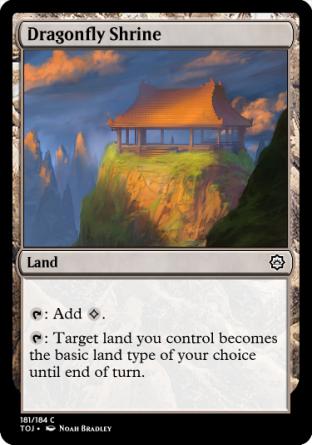 Dragonfly Shrine
Land
: Add .
: Target land you control becomes
the basic land type of your choice
until end of turn.
181/184 C
TOJ • Noah Bradley